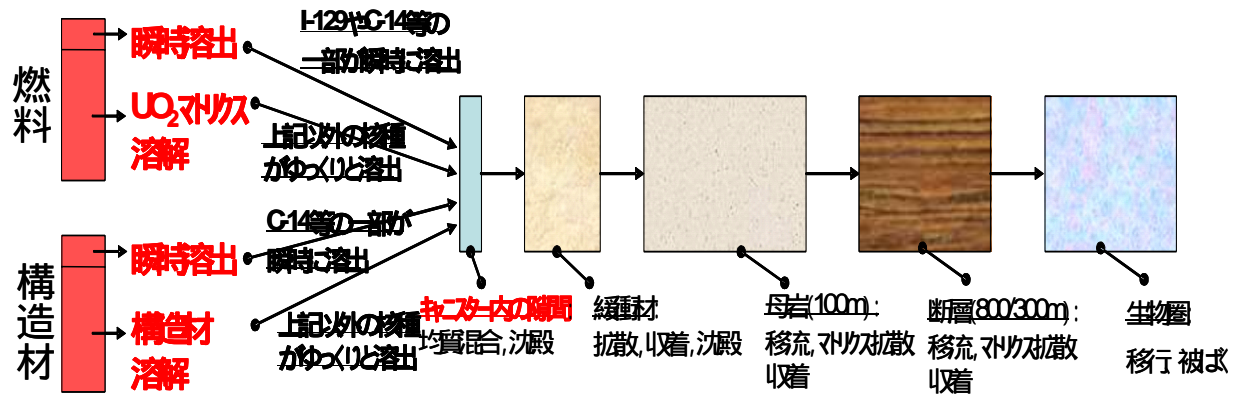 燃料
瞬時溶出
I-129やC-14等の
一部が瞬時に溶出
UO₂マトリクス
溶解
上記以外の核種
がゆっくりと溶出
構造材
瞬時溶出
C-14等の一部が
瞬時に溶出
構造材
溶解
上記以外の核種
がゆっくりと溶出
キャニスター内の隙間
均質混合,沈殿
緩衝材:
拡散,収着,沈殿
母岩(100m):
移流,マトリクス拡散
収着
断層(800/300m):
移流,マトリクス拡散
収着
生物圏:
移行,被ばく